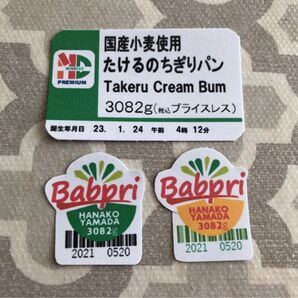 国産小麦使用
たけるのちぎりパン
Takeru Cream Bum
3082g(税込プライスレス)
PREMIUM
誕生年月日 23. 1. 24 午前 4時 12分
Babpri
HANAKO
YAMADA
3082g
2021 0520
Babpri
HANAKO
YAMADA
3082g
2021 0520